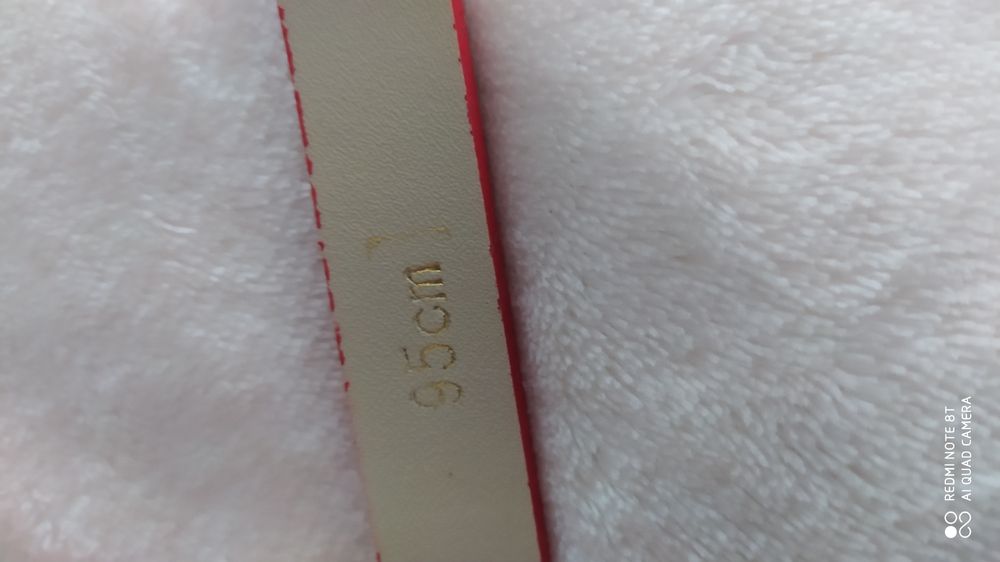 95cm
REDMI NOTE 8T
AI QUAD CAMERA